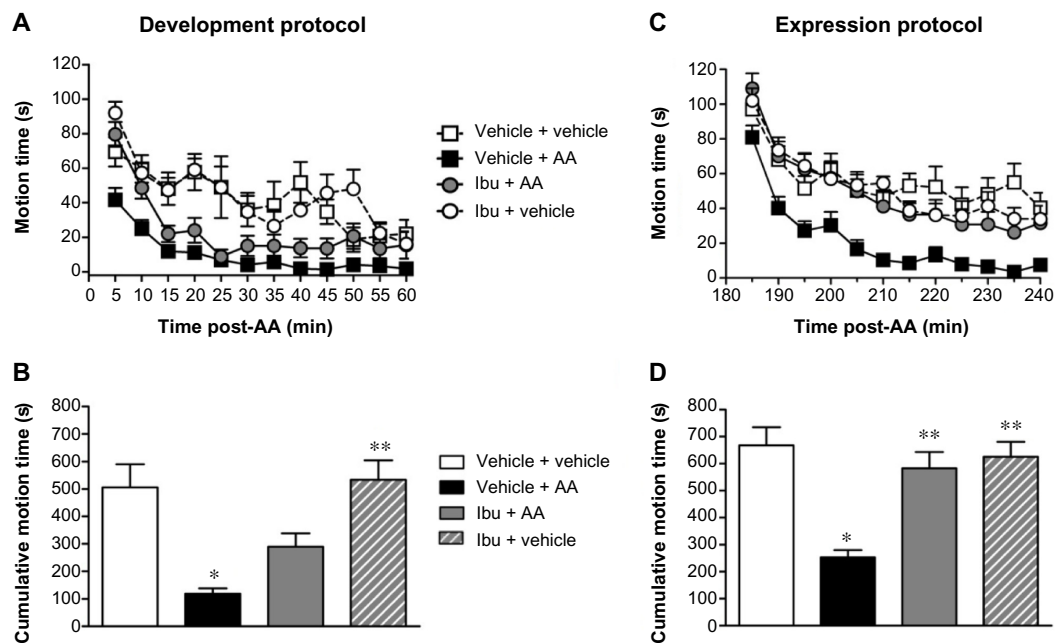 A
Development protocol
120
100
80
60
40
20
0
Motion time (s)
0 5 10 15 20 25 30 35 40 45 50 55 60
Time post-AA (min)
Vehicle + vehicle
Vehicle + AA
Ibu + AA
Ibu + vehicle
C
Expression protocol
120
100
80
60
40
20
0
Motion time (s)
180 190 200 210 220 230 240
Time post-AA (min)
B
800
700
600
500
400
300
200
100
0
Cumulative motion time (s)
*
**
Vehicle + vehicle
Vehicle + AA
Ibu + AA
Ibu + vehicle
D
800
700
600
500
400
300
200
100
0
Cumulative motion time (s)
*
**
**